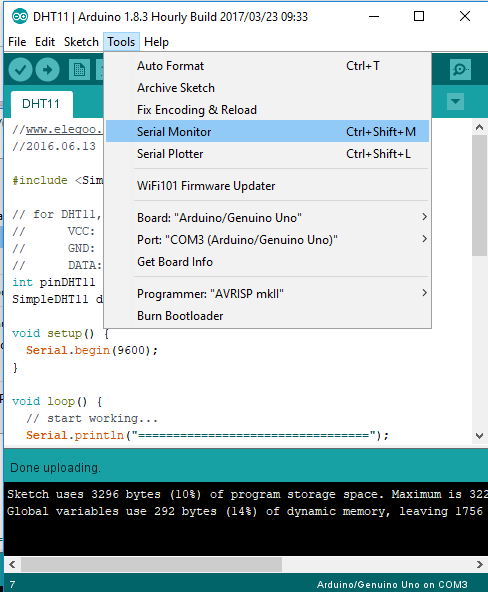 DHT11 | Arduino 1.8.3 Hourly Build 2017/03/23 09:33
File Edit Sketch Tools Help
Auto Format Ctrl+T
Archive Sketch
Fix Encoding & Reload
Serial Monitor Ctrl+Shift+M
Serial Plotter Ctrl+Shift+L
WiFi101 Firmware Updater
Board: "Arduino/Genuino Uno"
Port: "COM3 (Arduino/Genuino Uno)"
Get Board Info
Programmer: "AVRISP mkII"
Burn Bootloader
DHT11
//www.elegoo.
//2016.06.13
#include <Sim
// for DHT11,
// VCC:
// GND:
// DATA:
int pinDHT11
SimpleDHT11 d
void setup() {
Serial.begin(9600);
}
void loop() {
// start working...
Serial.println("=================================");
Done uploading.
Sketch uses 3296 bytes (10%) of program storage space. Maximum is 322
Global variables use 292 bytes (14%) of dynamic memory, leaving 1756
7 Arduino/Genuino Uno on COM3